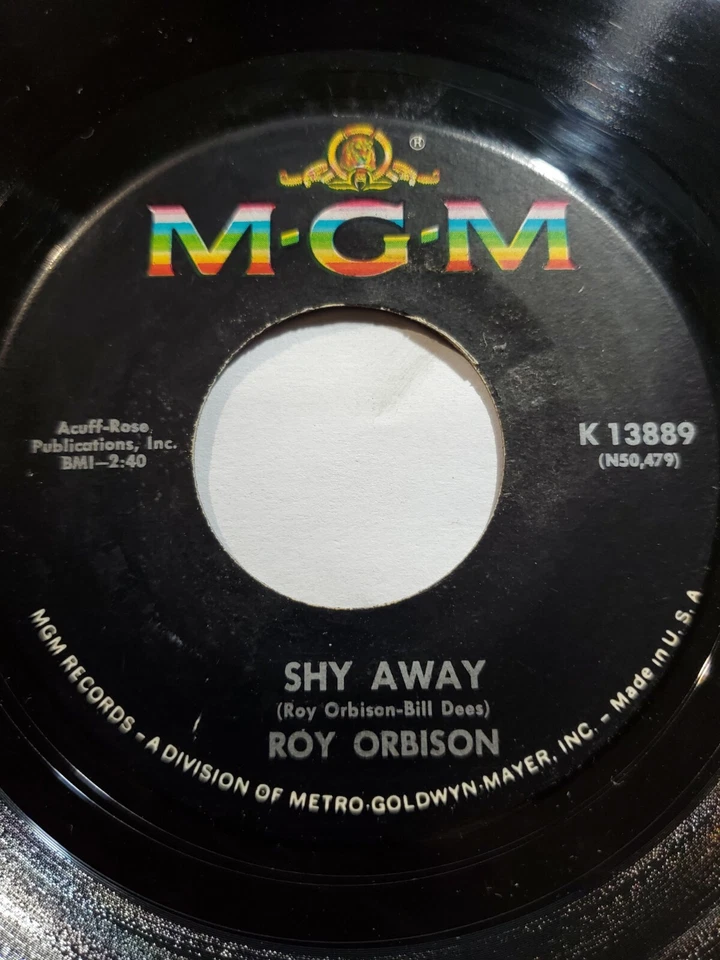 ®
M·G·M
Acuff-Rose
Publications, Inc.
BMI—2:40
K 13889
(N50,479)
SHY AWAY
(Roy Orbison-Bill Dees)
ROY ORBISON
MGM RECORDS – A DIVISION OF METRO·GOLDWYN·MAYER, INC. – Made in U. S. A